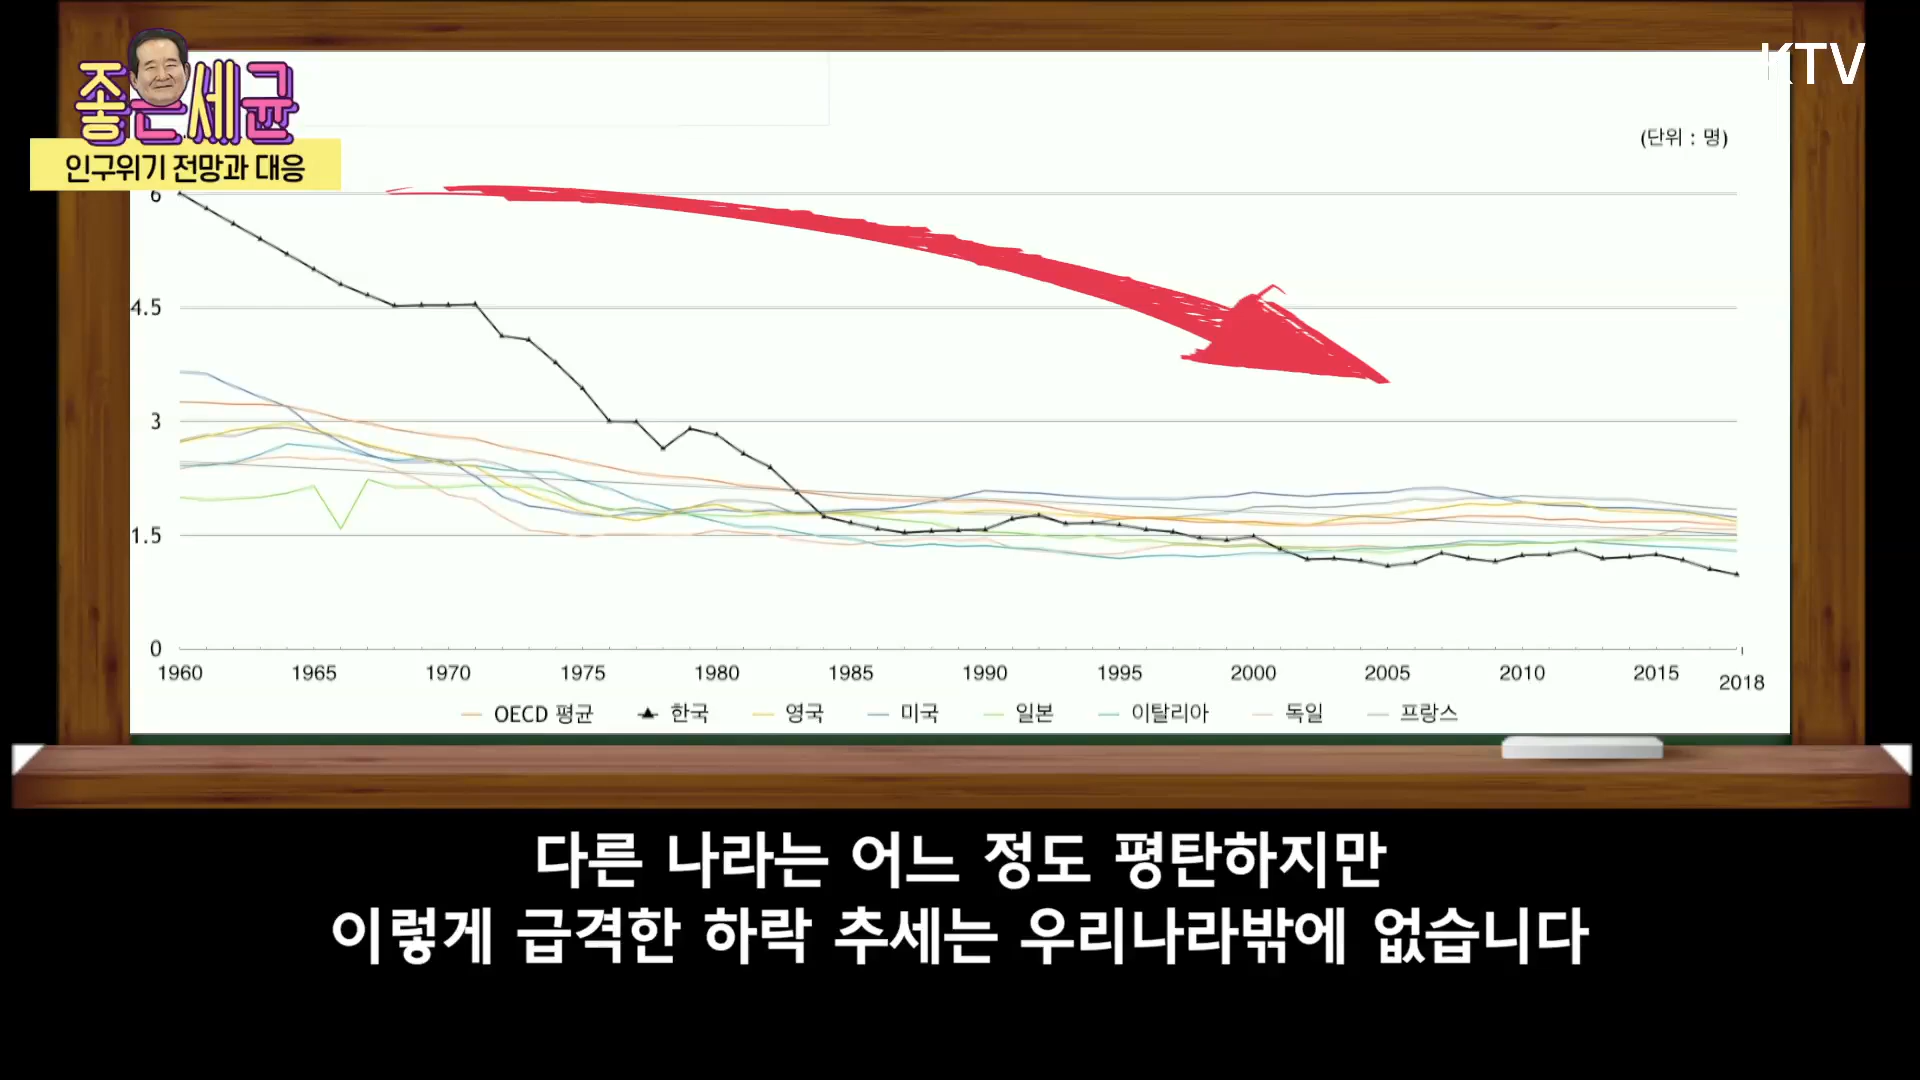 KTV
좋은세균
인구위기 전망과 대응
(단위 : 명)
6
4.5
3
1.5
0
1960 1965 1970 1975 1980 1985 1990 1995 2000 2005 2010 2015 2018
OECD 평균 한국 영국 미국 일본 이탈리아 독일 프랑스
다른 나라는 어느 정도 평탄하지만
이렇게 급격한 하락 추세는 우리나라밖에 없습니다